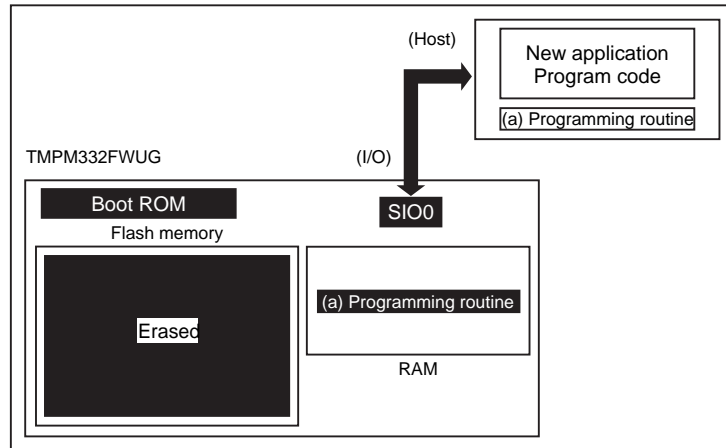 (Host)
New application
Program code
(a) Programming routine
TMPM332FWUG
(I/O)
Boot ROM
SIO0
Flash memory
(a) Programming routine
Erased
RAM